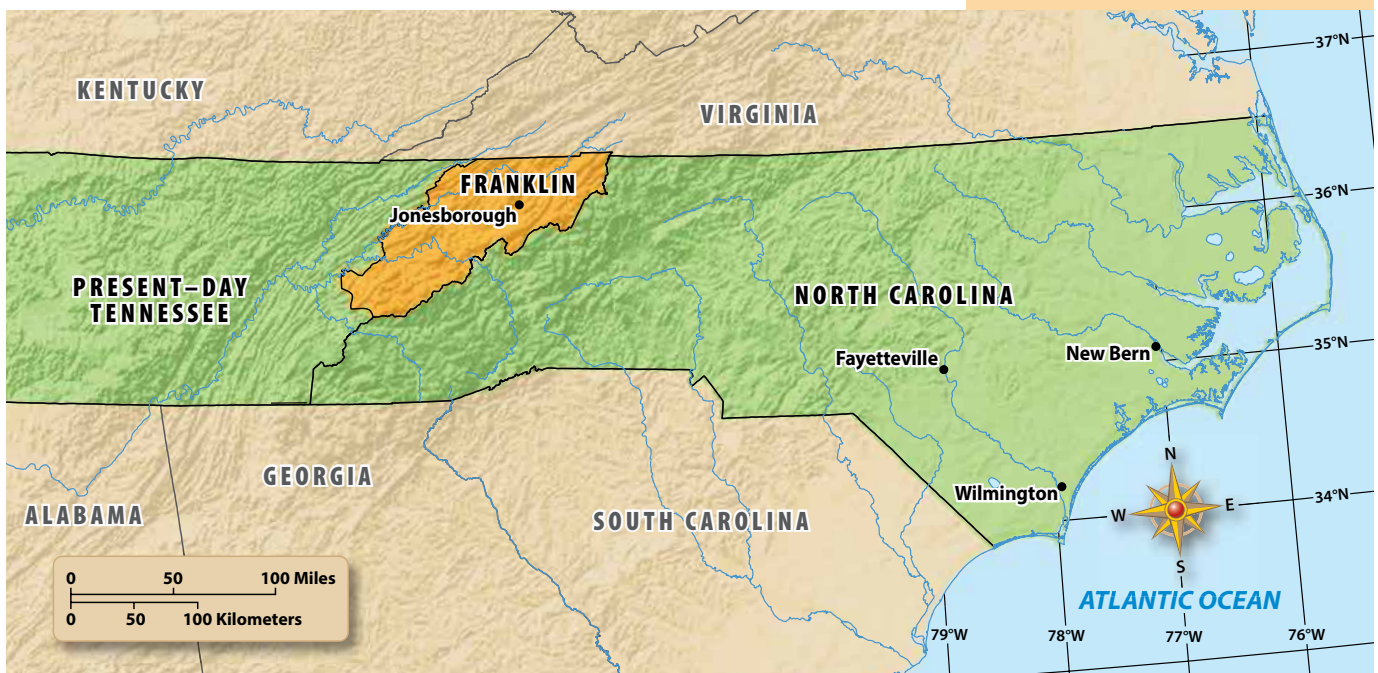 KENTUCKY
VIRGINIA
37°N
FRANKLIN
Jonesborough
36°N
PRESENT–DAY
TENNESSEE
NORTH CAROLINA
Fayetteville
New Bern
35°N
GEORGIA
ALABAMA
SOUTH CAROLINA
Wilmington
N
W
E
S
34°N
ATLANTIC OCEAN
0 50 100 Miles
0 50 100 Kilometers
79°W 78°W 77°W 76°W